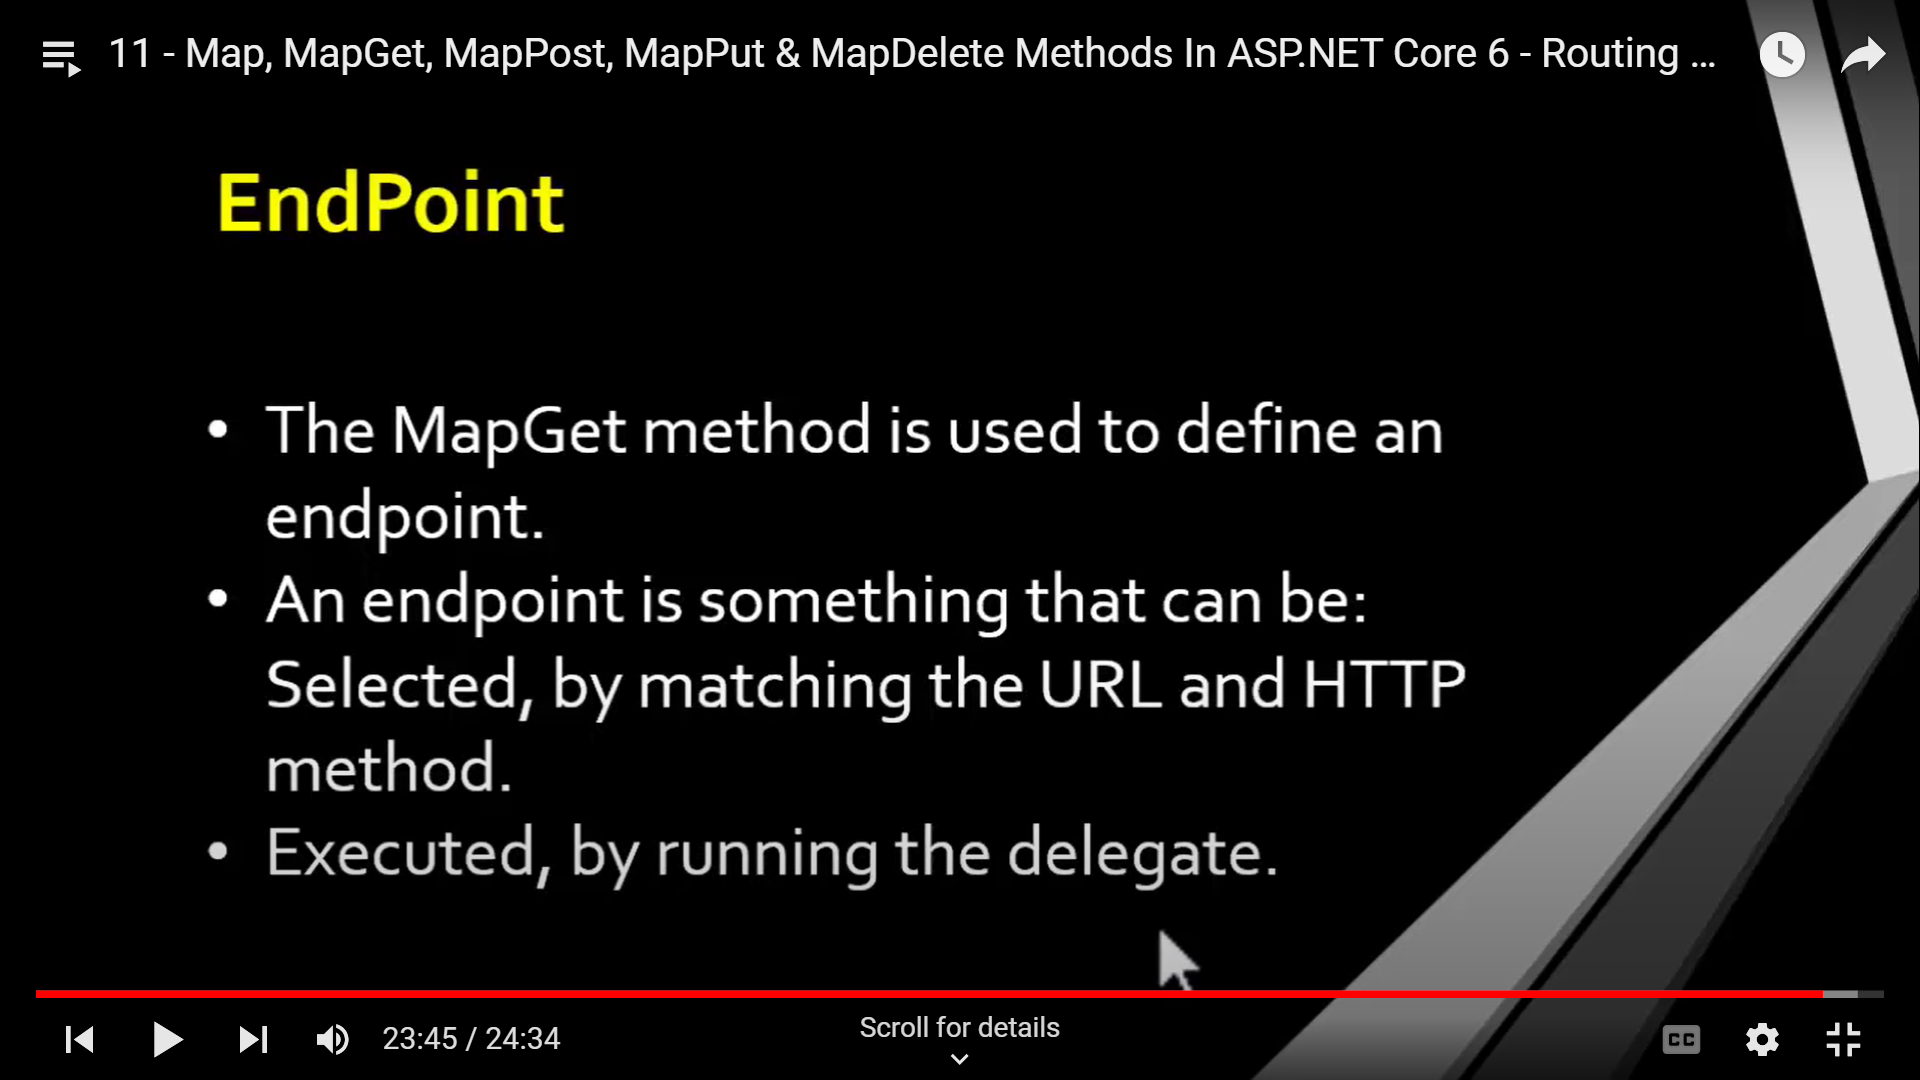 11 - Map, MapGet, MapPost, MapPut & MapDelete Methods In ASP.NET Core 6 - Routing ...
EndPoint
• The MapGet method is used to define an
endpoint.
• An endpoint is something that can be:
Selected, by matching the URL and HTTP
method.
• Executed, by running the delegate.
23:45 / 24:34
Scroll for details
CC